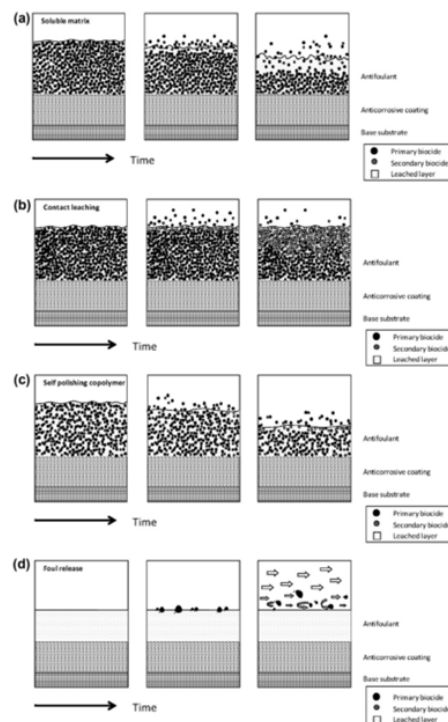 (a)
Soluble matrix
Antifoulant
Anticorrosive coating
Base substrate
Time
Primary biocide
Secondary biocide
Leached layer
(b)
Contact leaching
Antifoulant
Anticorrosive coating
Base substrate
Time
Primary biocide
Secondary biocide
Leached layer
(c)
Self polishing copolymer
Antifoulant
Anticorrosive coating
Base substrate
Time
Primary biocide
Secondary biocide
Leached layer
(d)
Foul release
Antifoulant
Anticorrosive coating
Base substrate
Time
Primary biocide
Secondary biocide
Leached layer